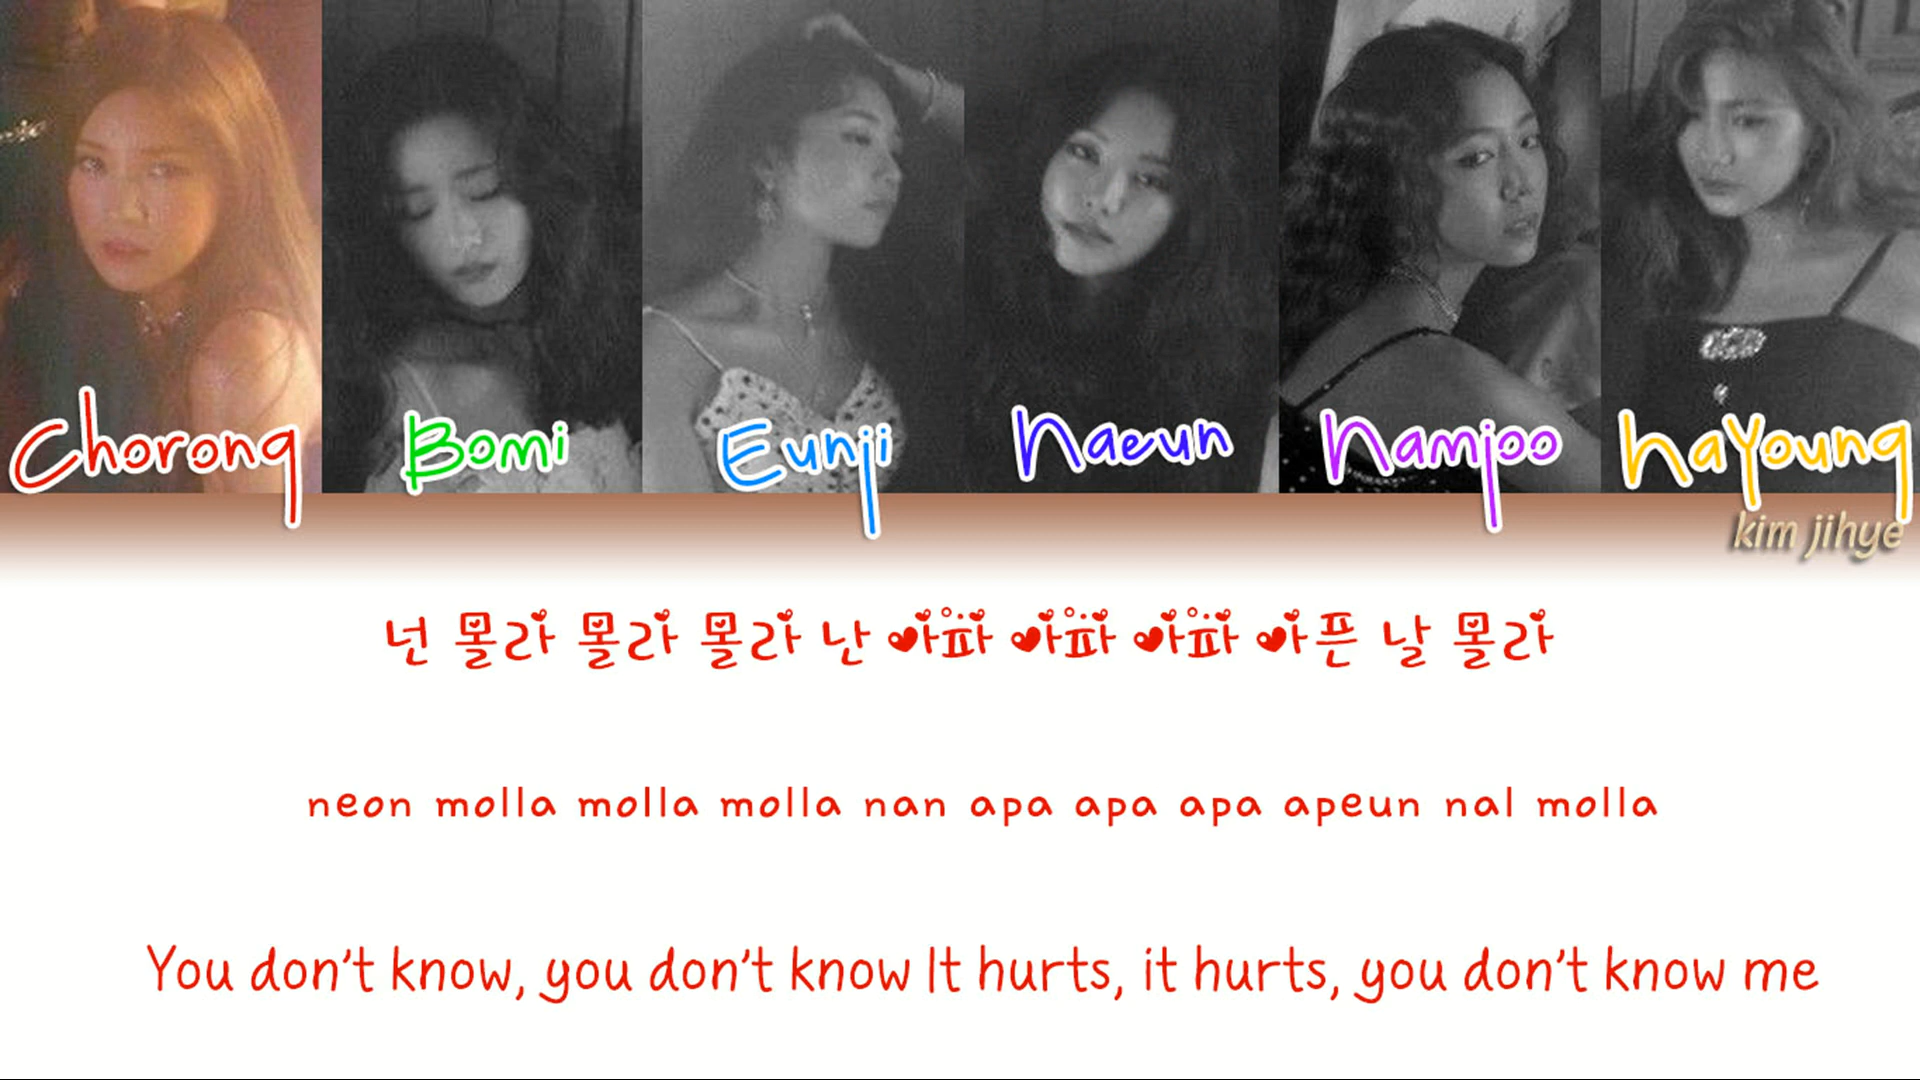 Chorong Bomi Eunji Naeun Namjoo HaYoung
kim jihye
넌 몰라 몰라 몰라 난 아파 아파 아파 아픈 날 몰라
neon molla molla molla nan apa apa apa apeun nal molla
You don't know, you don't know It hurts, it hurts, you don't know me